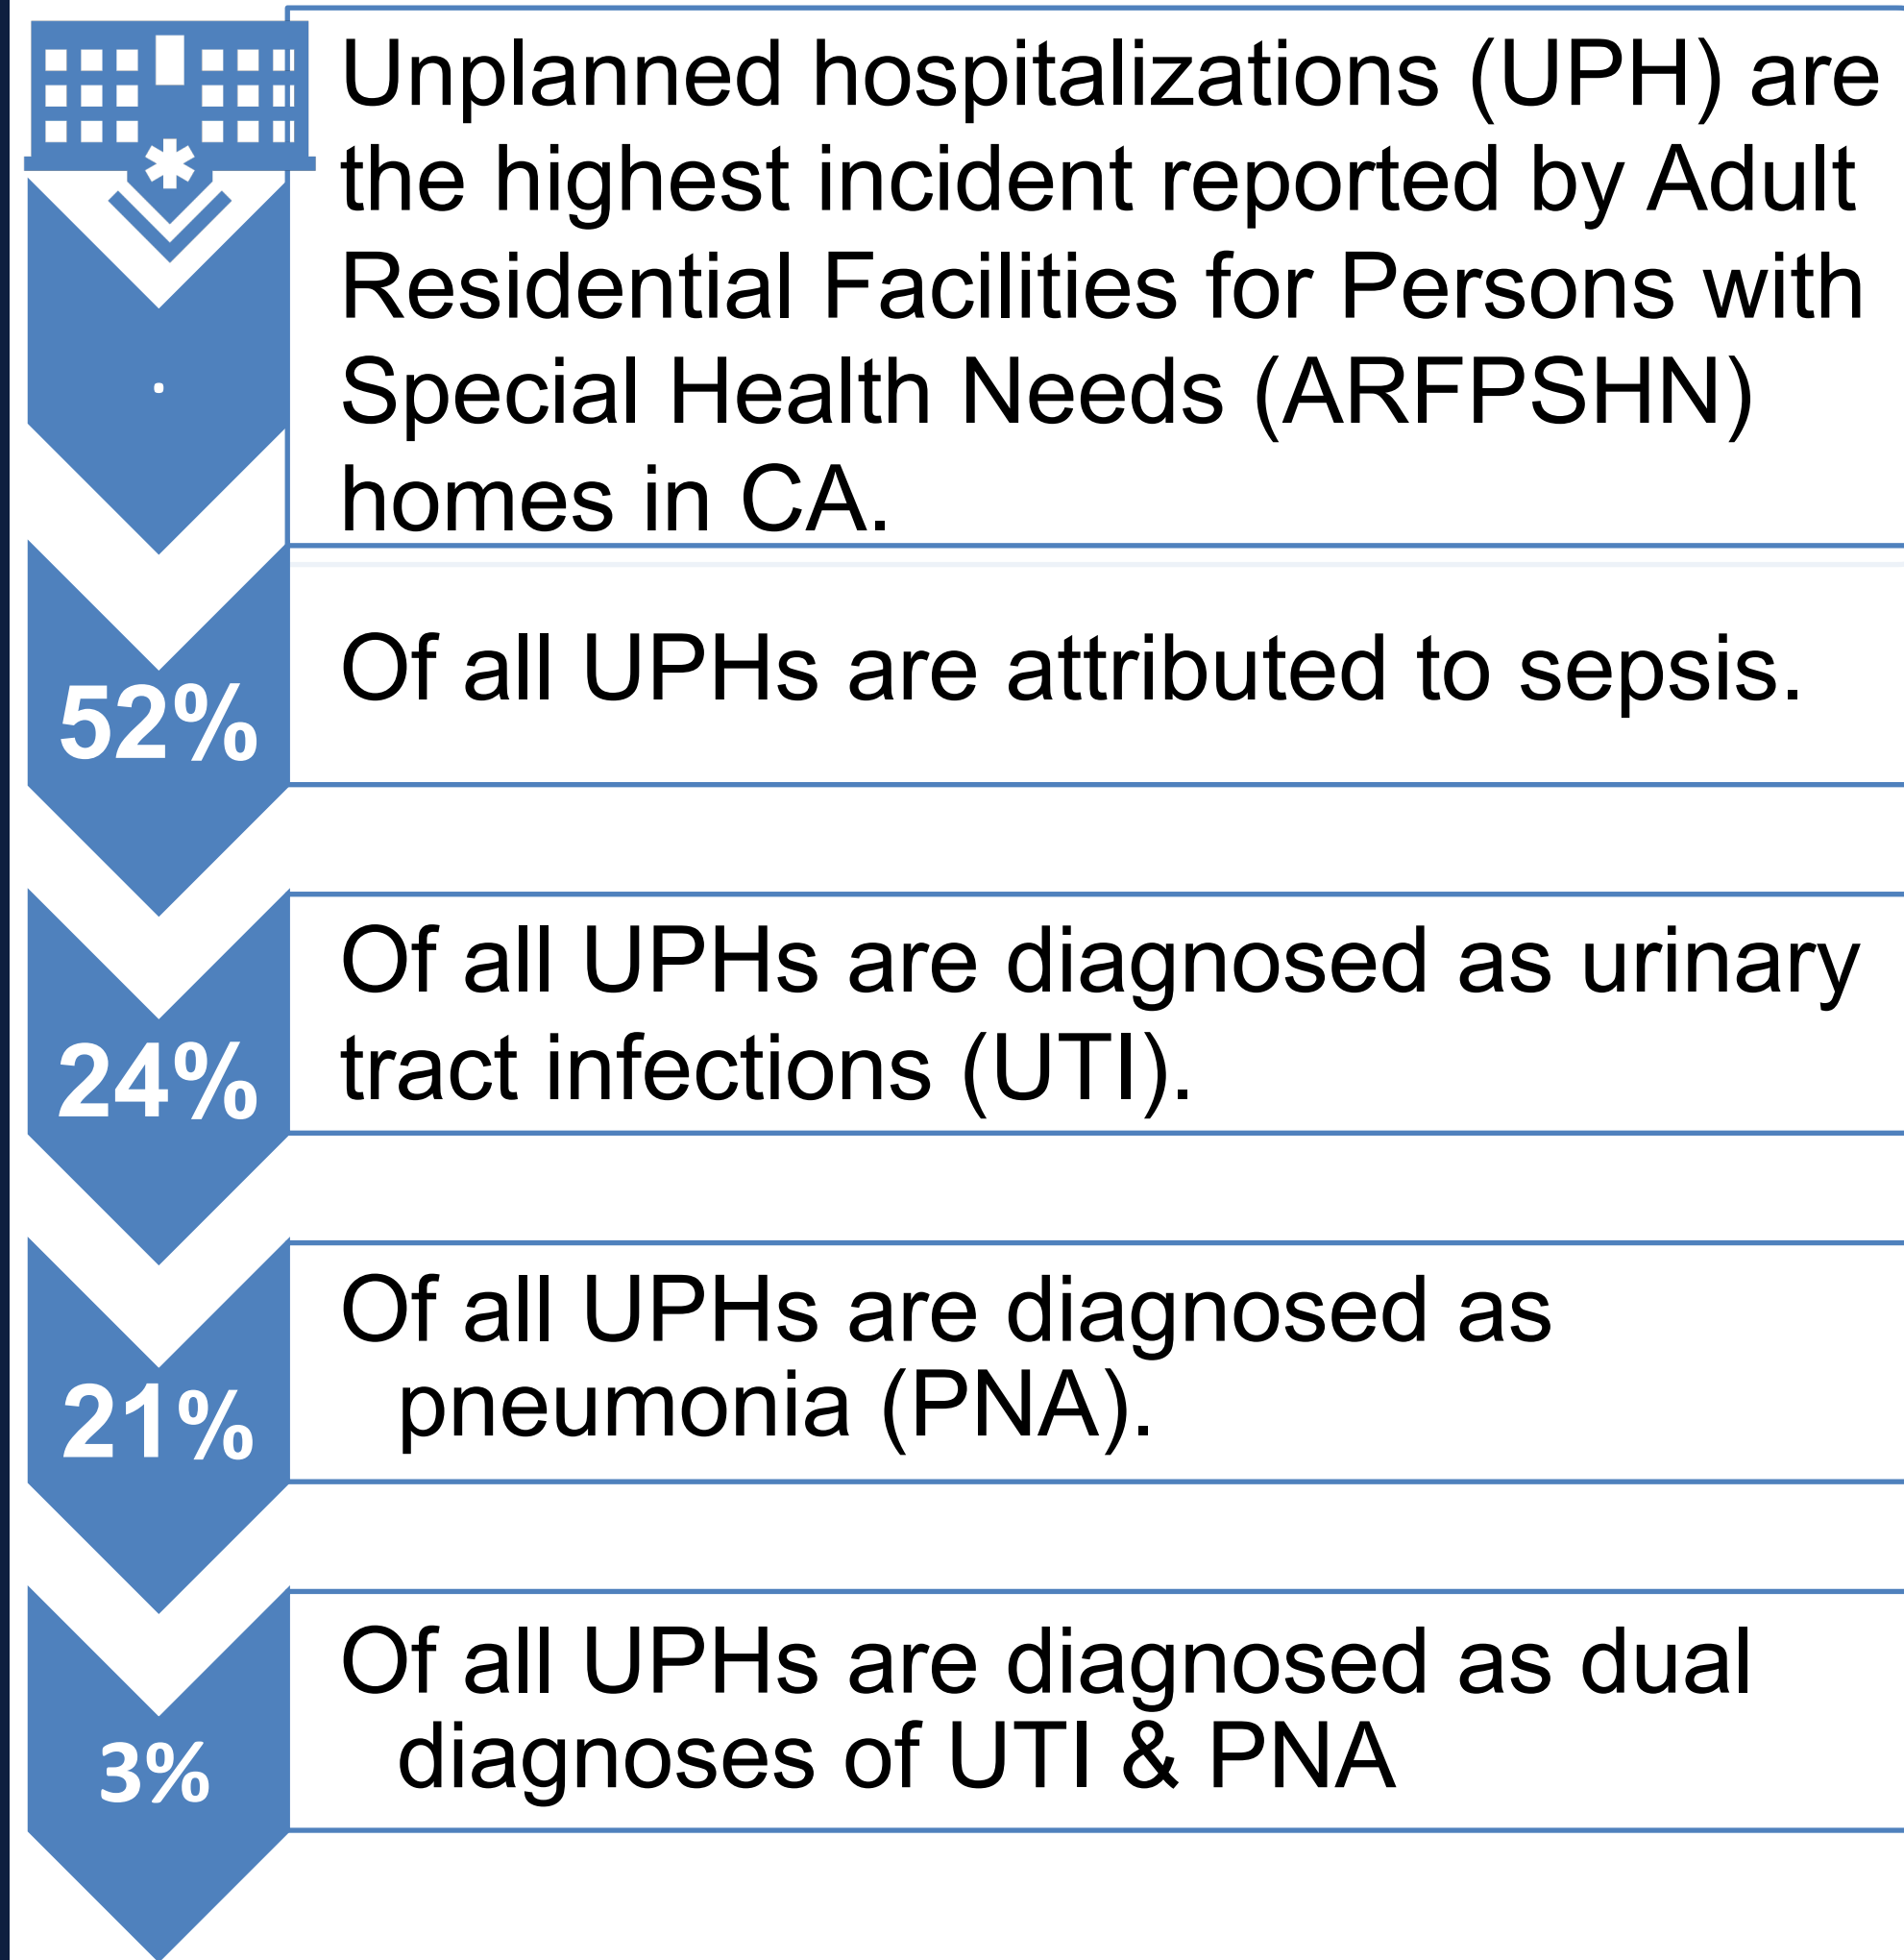 Unplanned hospitalizations (UPH) are
the highest incident reported by Adult
Residential Facilities for Persons with
Special Health Needs (ARFPSHN)
homes in CA.
.
52%
Of all UPHs are attributed to sepsis.
24%
Of all UPHs are diagnosed as urinary
tract infections (UTI).
21%
Of all UPHs are diagnosed as
pneumonia (PNA).
3%
Of all UPHs are diagnosed as dual
diagnoses of UTI & PNA